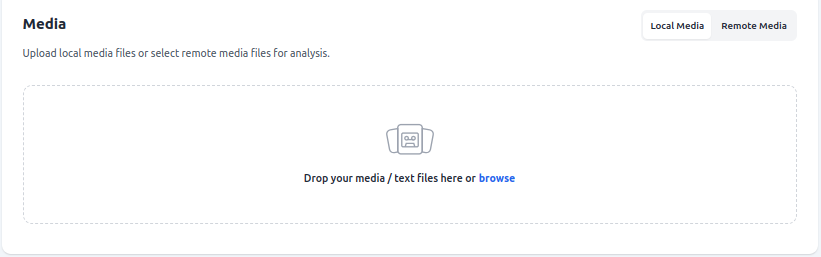 Media
Local Media
Remote Media
Upload local media files or select remote media files for analysis.
Drop your media / text files here or browse